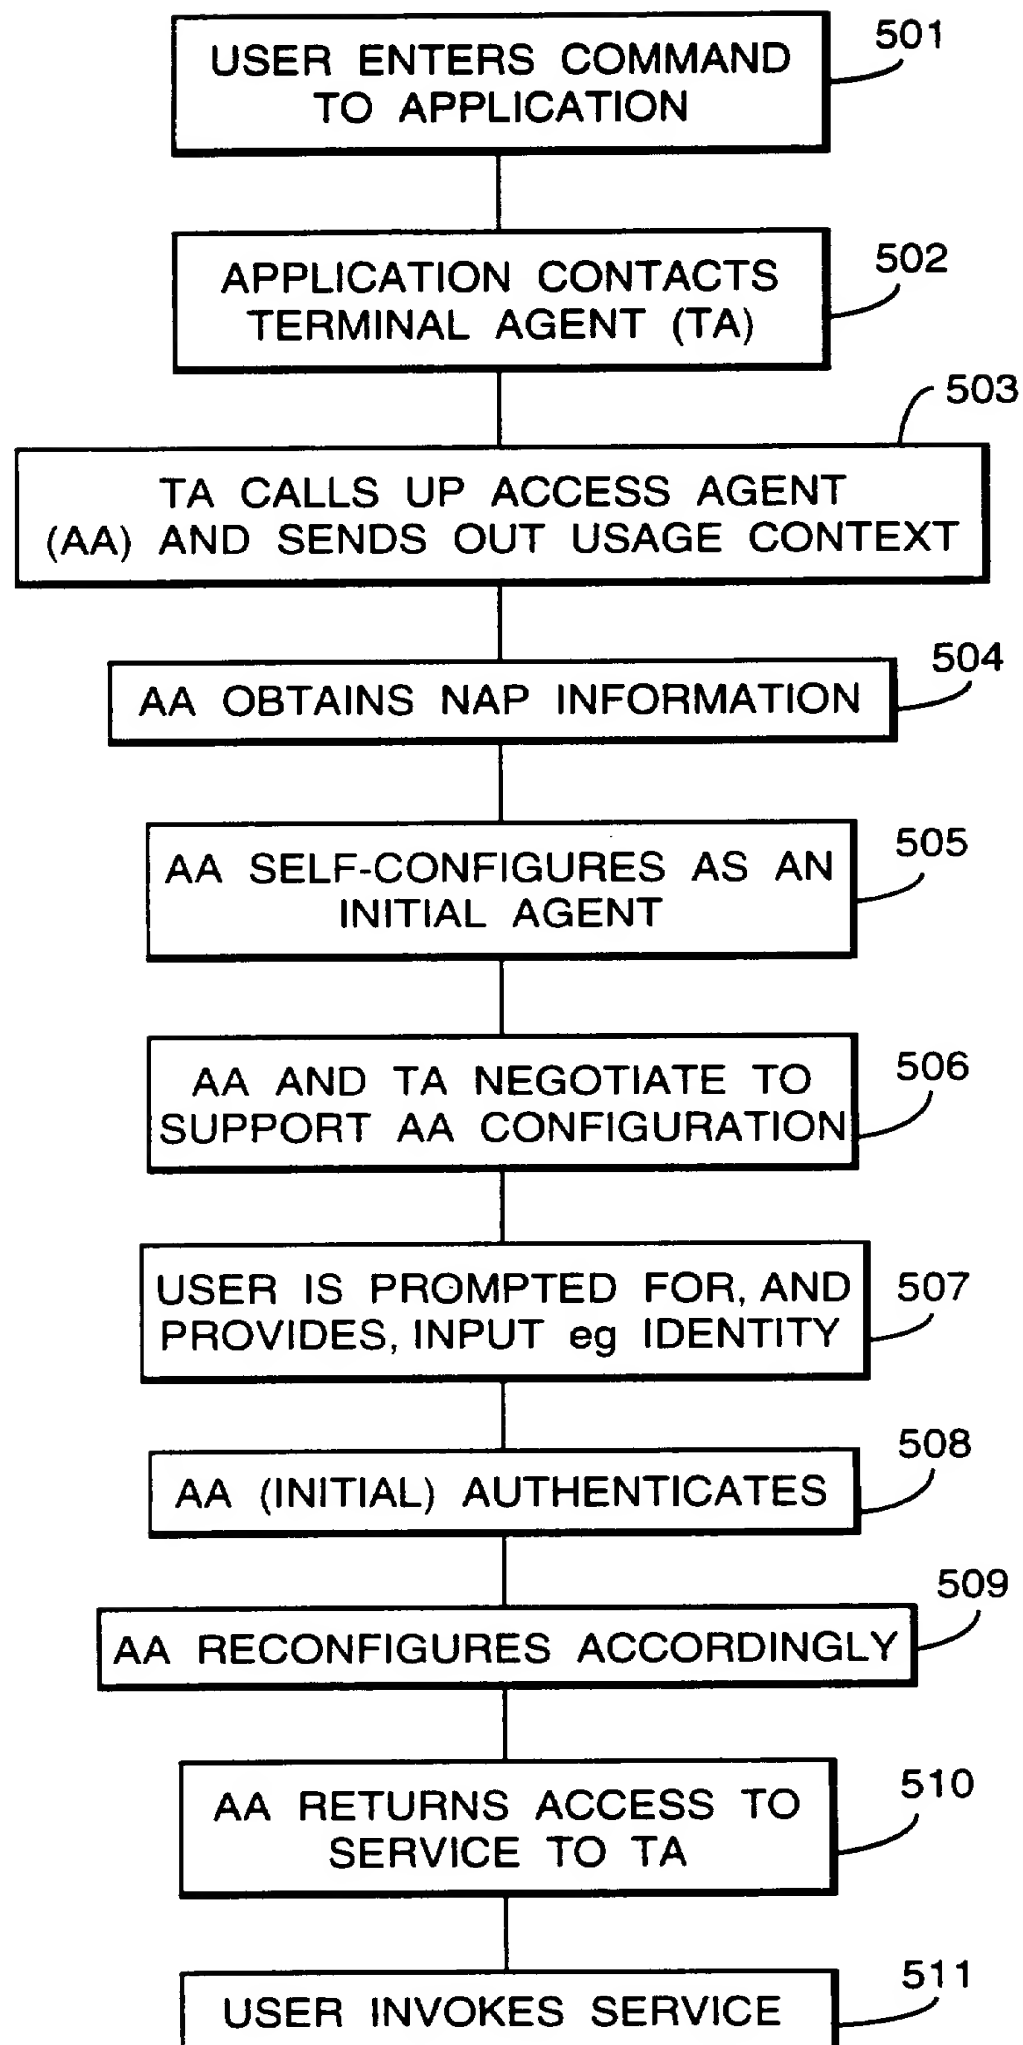 501
USER ENTERS COMMAND
TO APPLICATION
502
APPLICATION CONTACTS
TERMINAL AGENT (TA)
503
TA CALLS UP ACCESS AGENT
(AA) AND SENDS OUT USAGE CONTEXT
504
AA OBTAINS NAP INFORMATION
505
AA SELF-CONFIGURES AS AN
INITIAL AGENT
506
AA AND TA NEGOTIATE TO
SUPPORT AA CONFIGURATION
507
USER IS PROMPTED FOR, AND
PROVIDES, INPUT eg IDENTITY
508
AA (INITIAL) AUTHENTICATES
509
AA RECONFIGURES ACCORDINGLY
510
AA RETURNS ACCESS TO
SERVICE TO TA
511
USER INVOKES SERVICE